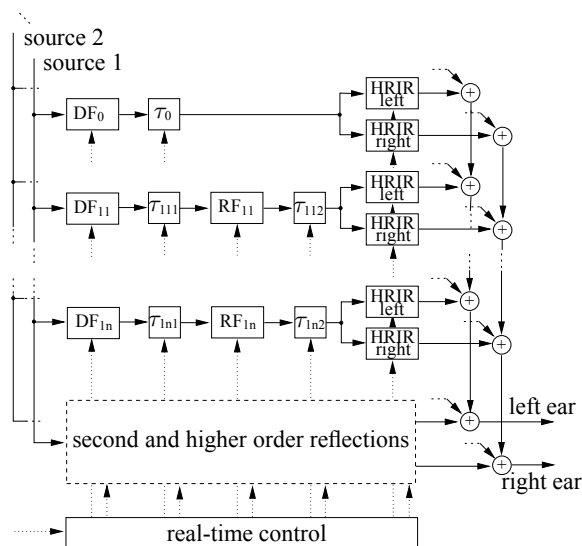 source 2
source 1
DF0 τ0 HRIR left +
HRIR right +
DF11 τ111 RF11 τ112 HRIR left +
HRIR right +
DF1n τ1n1 RF1n τ1n2 HRIR left +
HRIR right +
+ left ear
second and higher order reflections
+ right ear
real-time control